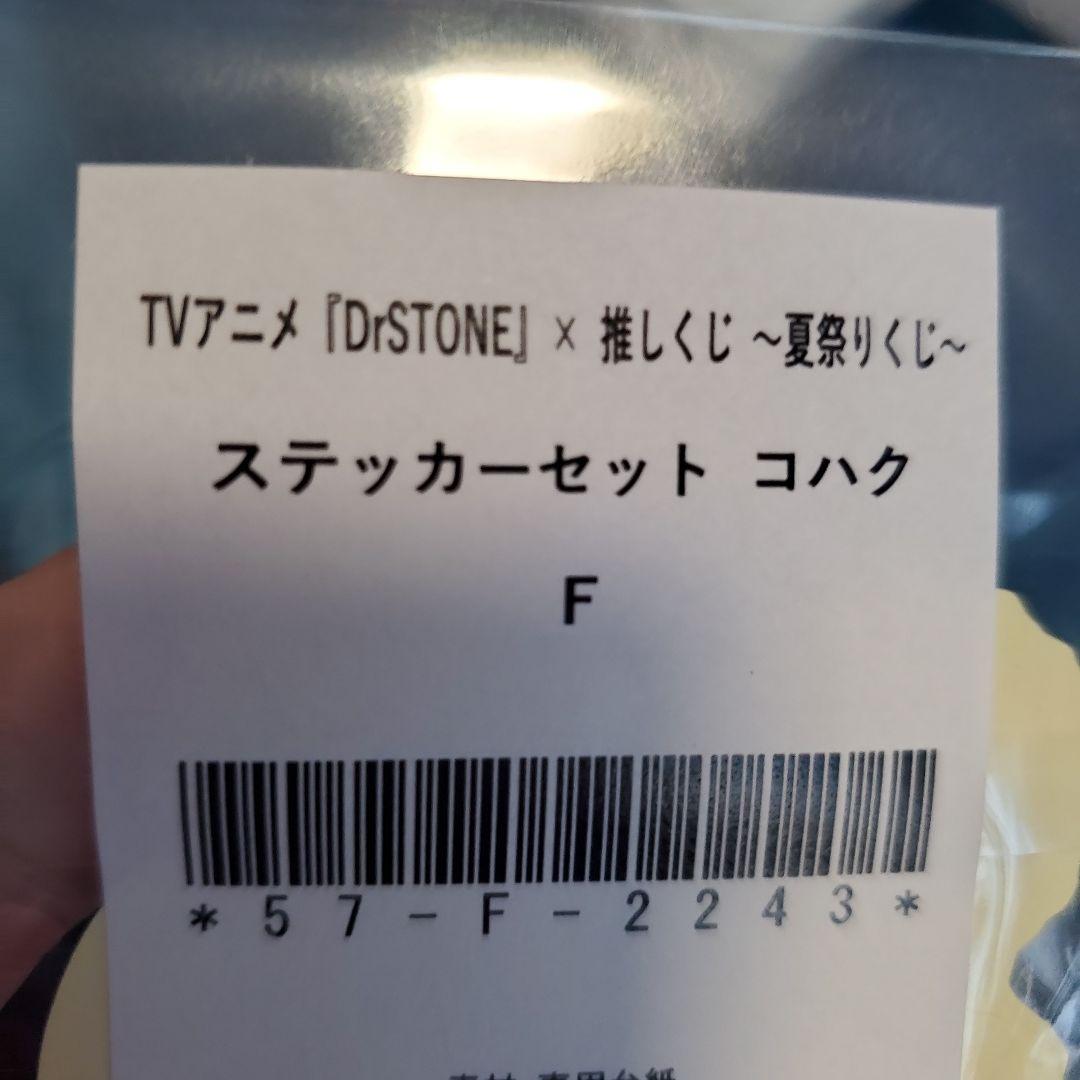 TVアニメ『DrSTONE』× 推しくじ ～夏祭りくじ～
ステッカーセット コハク
F
*57-F-2243*